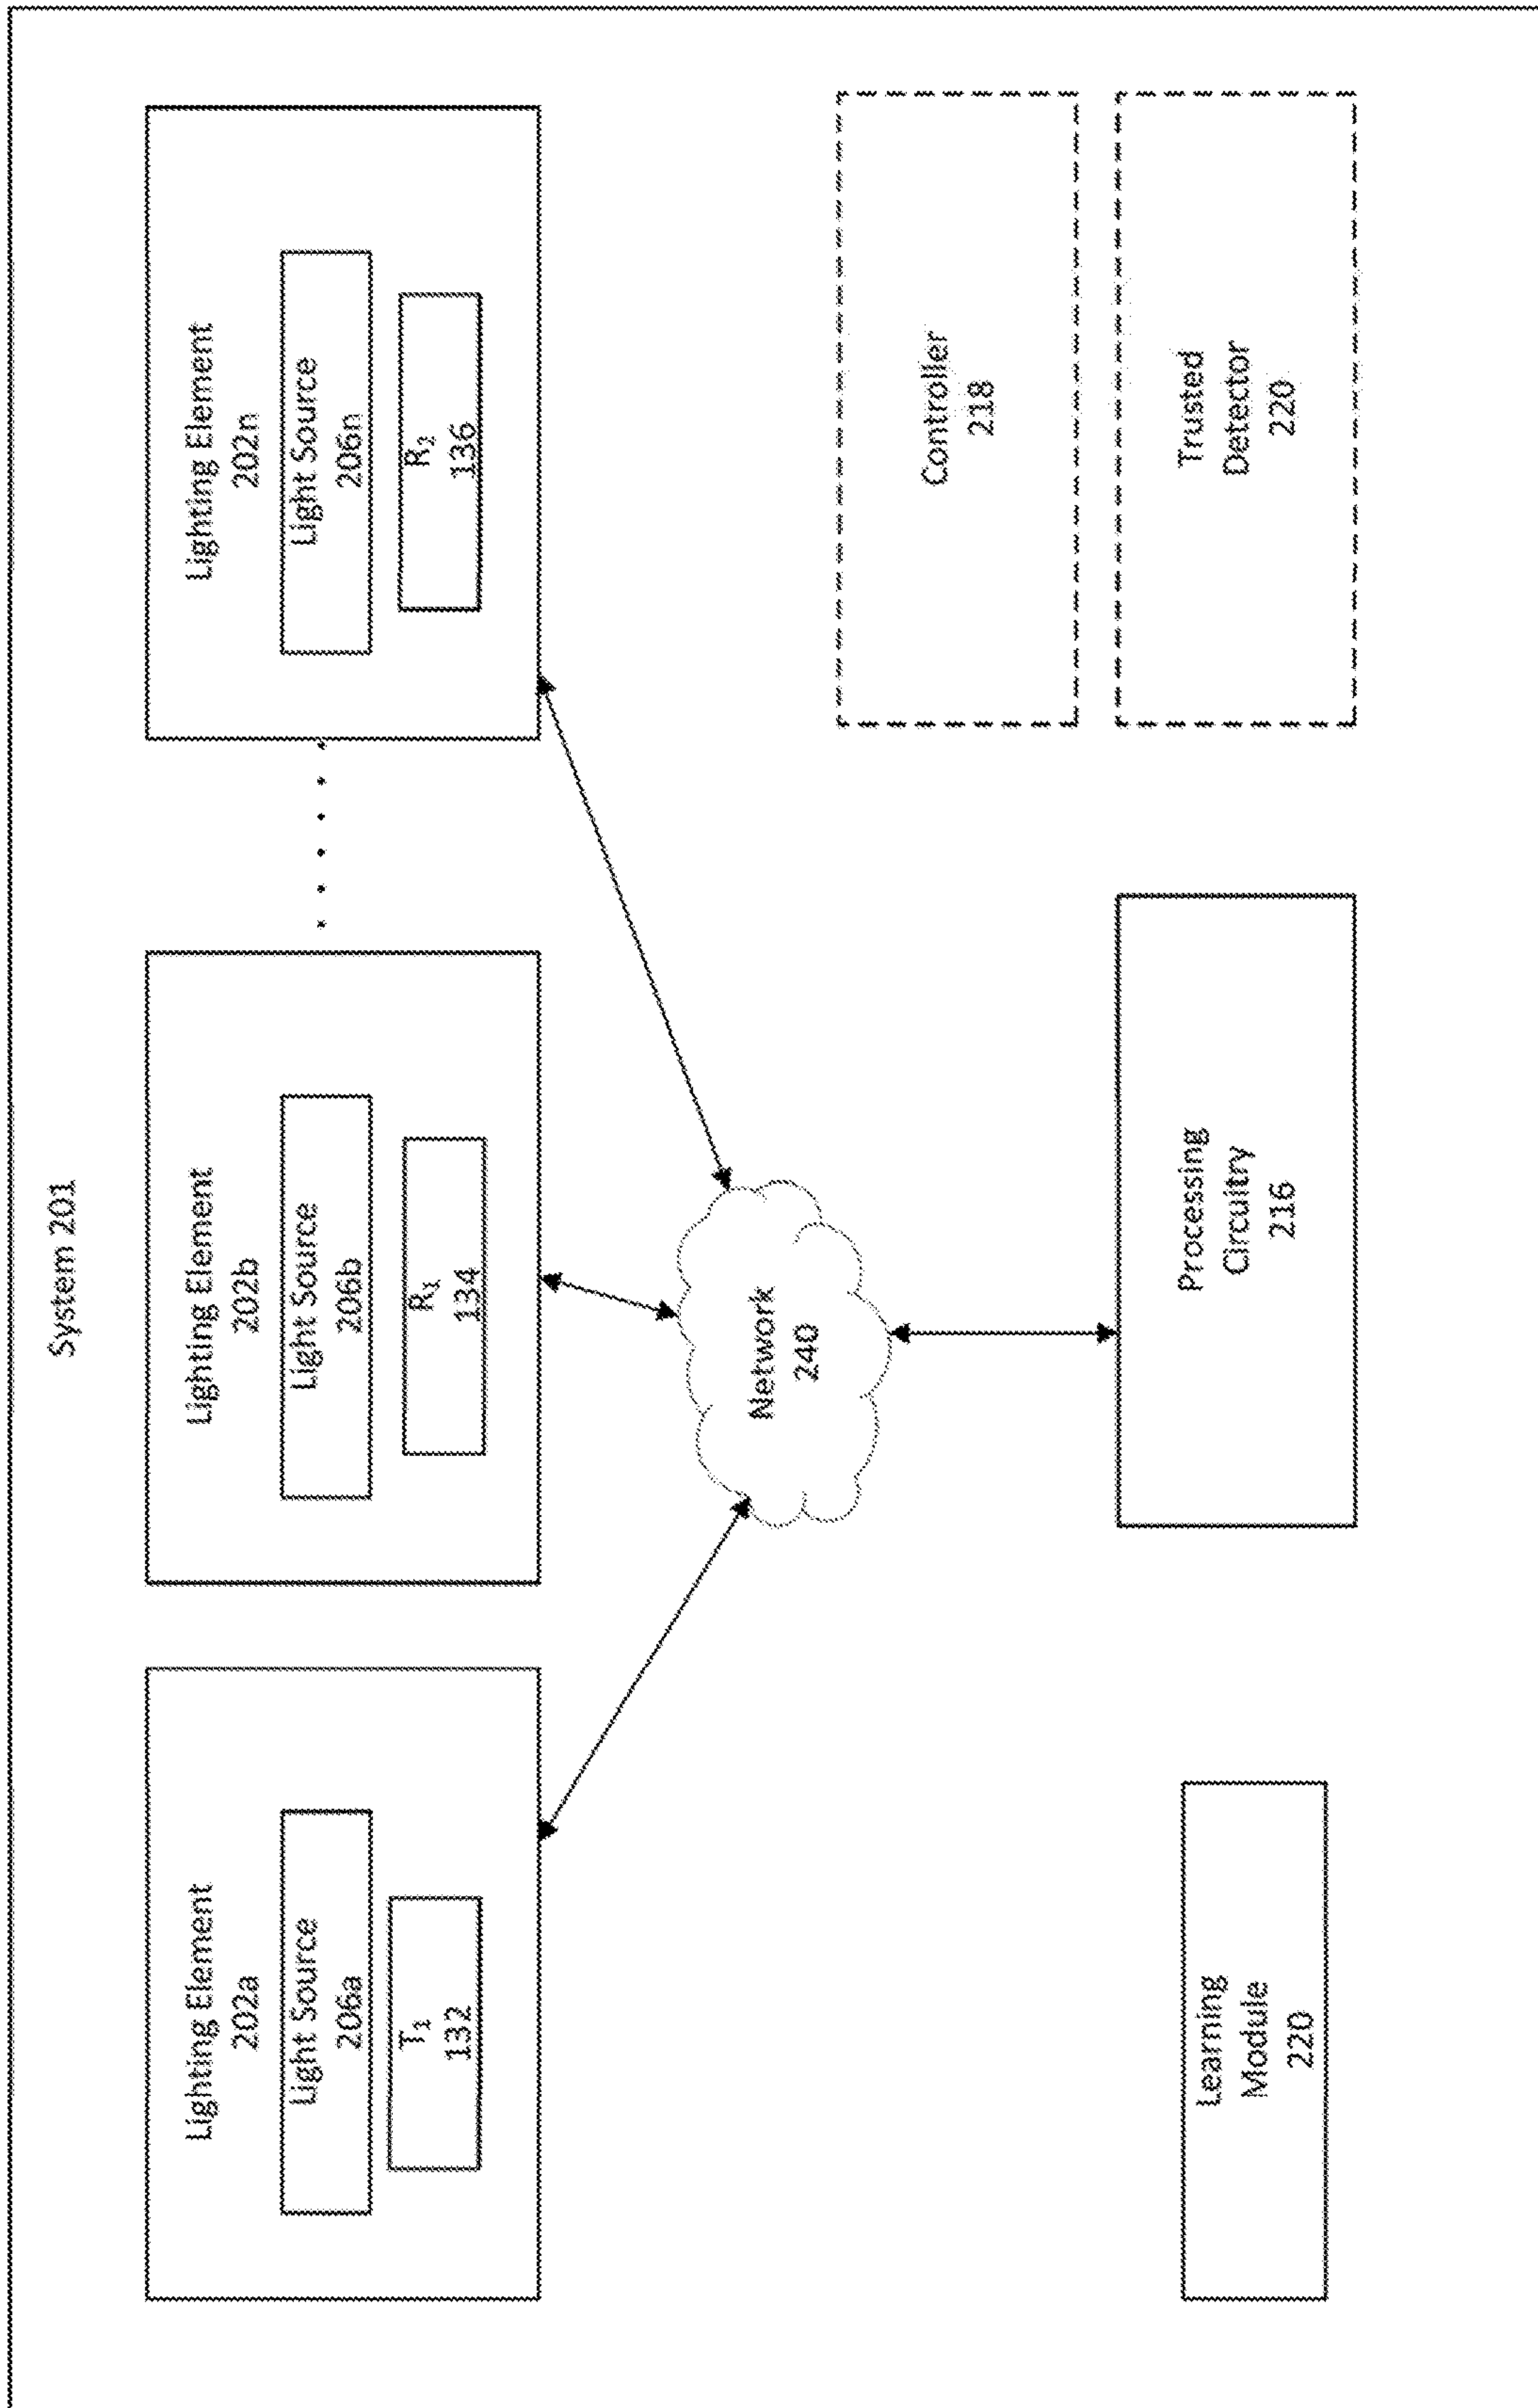 System 201
Lighting Element
202a
Light Source
206a
T₁
132
Lighting Element
202b
Light Source
206b
R₁
134
Lighting Element
202n
Light Source
206n
R₂
136
Network
240
Controller
218
Learning
Module
220
Processing
Circuitry
216
Trusted
Detector
220